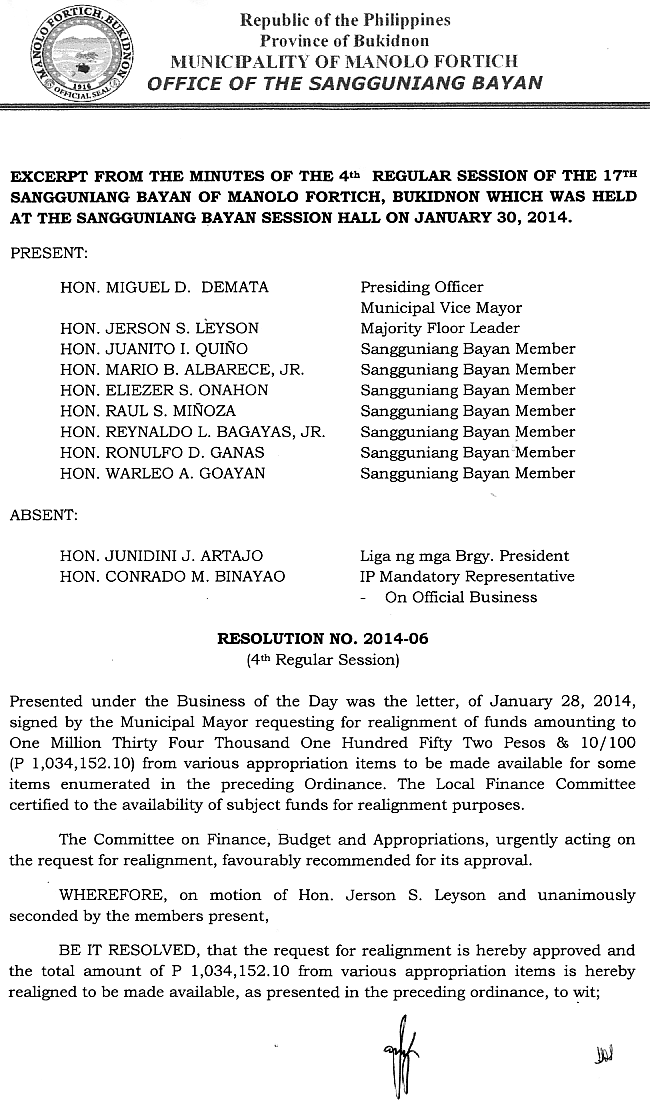 MANOLO FORTICH, BUKIDNON
1916
OFFICIAL SEAL
Republic of the Philippines
Province of Bukidnon
MUNICIPALITY OF MANOLO FORTICH
OFFICE OF THE SANGGUNIANG BAYAN
EXCERPT FROM THE MINUTES OF THE 4th REGULAR SESSION OF THE 17TH
SANGGUNIANG BAYAN OF MANOLO FORTICH, BUKIDNON WHICH WAS HELD
AT THE SANGGUNIANG BAYAN SESSION HALL ON JANUARY 30, 2014.
PRESENT:
HON. MIGUEL D. DEMATA Presiding Officer
Municipal Vice Mayor
HON. JERSON S. LEYSON Majority Floor Leader
HON. JUANITO I. QUIÑO Sangguniang Bayan Member
HON. MARIO B. ALBARECE, JR. Sangguniang Bayan Member
HON. ELIEZER S. ONAHON Sangguniang Bayan Member
HON. RAUL S. MIÑOZA Sangguniang Bayan Member
HON. REYNALDO L. BAGAYAS, JR. Sangguniang Bayan Member
HON. RONULFO D. GANAS Sangguniang Bayan Member
HON. WARLEO A. GOAYAN Sangguniang Bayan Member
ABSENT:
HON. JUNIDINI J. ARTAJO Liga ng mga Brgy. President
HON. CONRADO M. BINAYAO IP Mandatory Representative
- On Official Business
RESOLUTION NO. 2014-06
(4th Regular Session)
Presented under the Business of the Day was the letter, of January 28, 2014,
signed by the Municipal Mayor requesting for realignment of funds amounting to
One Million Thirty Four Thousand One Hundred Fifty Two Pesos & 10/100
(P 1,034,152.10) from various appropriation items to be made available for some
items enumerated in the preceding Ordinance. The Local Finance Committee
certified to the availability of subject funds for realignment purposes.
The Committee on Finance, Budget and Appropriations, urgently acting on
the request for realignment, favourably recommended for its approval.
WHEREFORE, on motion of Hon. Jerson S. Leyson and unanimously
seconded by the members present,
BE IT RESOLVED, that the request for realignment is hereby approved and
the total amount of P 1,034,152.10 from various appropriation items is hereby
realigned to be made available, as presented in the preceding ordinance, to wit;